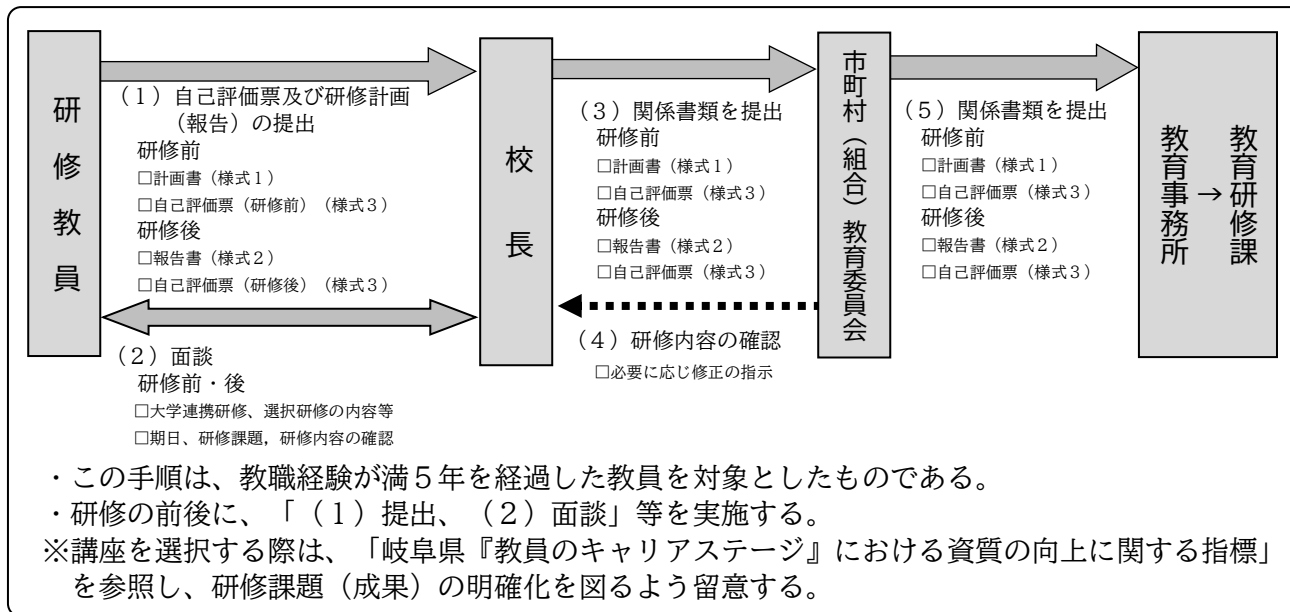 研修教員
(1)自己評価票及び研修計画
(報告)の提出
研修前
□計画書(様式1)
□自己評価票(研修前)(様式3)
研修後
□報告書(様式2)
□自己評価票(研修後)(様式3)
(2)面談
研修前・後
□大学連携研修、選択研修の内容等
□期日、研修課題,研修内容の確認
校長
(3)関係書類を提出
研修前
□計画書(様式1)
□自己評価票(様式3)
研修後
□報告書(様式2)
□自己評価票(様式3)
(4)研修内容の確認
□必要に応じ修正の指示
市町村(組合)教育委員会
(5)関係書類を提出
研修前
□計画書(様式1)
□自己評価票(様式3)
研修後
□報告書(様式2)
□自己評価票(様式3)
教育事務所
→
教育研修課
・この手順は、教職経験が満5年を経過した教員を対象としたものである。
・研修の前後に、「(1)提出、(2)面談」等を実施する。
※講座を選択する際は、「岐阜県『教員のキャリアステージ』における資質の向上に関する指標」
を参照し、研修課題(成果)の明確化を図るよう留意する。